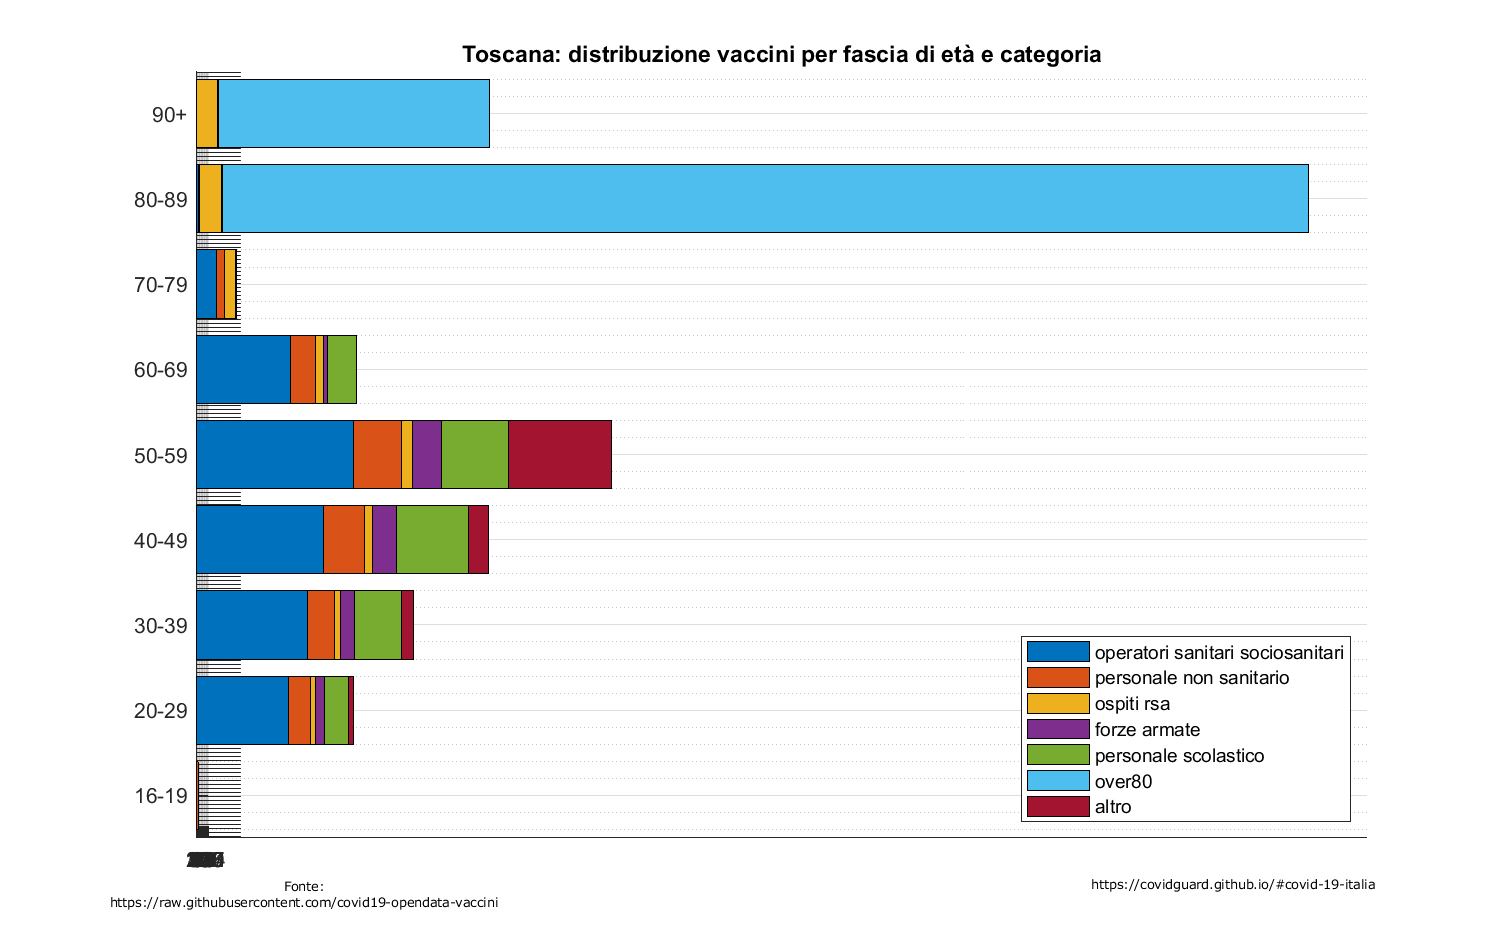 Toscana: distribuzione vaccini per fascia di età e categoria
90+
80-89
70-79
60-69
50-59
40-49
30-39
20-29
16-19
operatori sanitari sociosanitari
personale non sanitario
ospiti rsa
forze armate
personale scolastico
over80
altro
Fonte:
https://raw.githubusercontent.com/covid19-opendata-vaccini
https://covidguard.github.io/#covid-19-italia